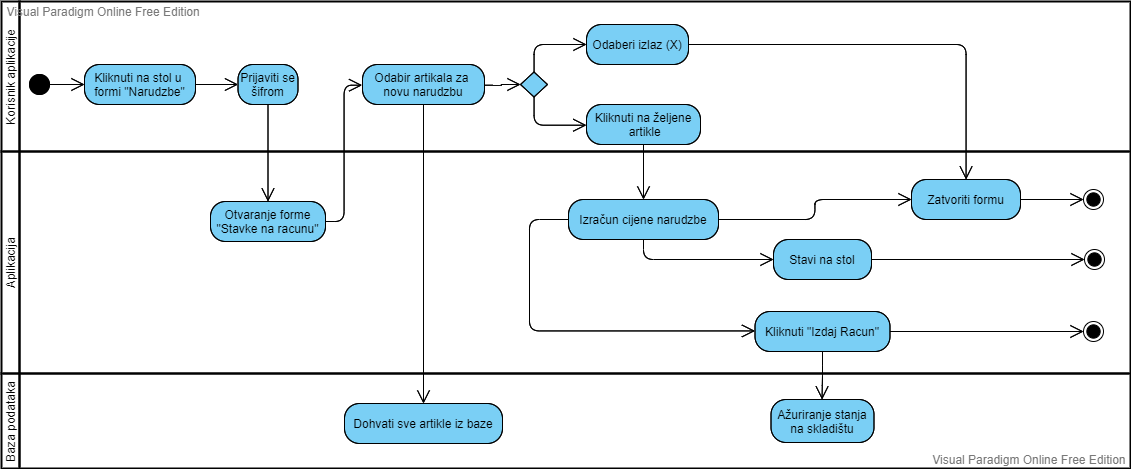 Visual Paradigm Online Free Edition
Korisnik aplikacije
Kliknuti na stol u
formi "Narudzbe"
Prijaviti se
šifrom
Odabir artikala za
novu narudzbu
Odaberi izlaz (X)
Kliknuti na željene
artikle
Aplikacija
Otvaranje forme
"Stavke na racunu"
Izračun cijene narudzbe
Zatvoriti formu
Stavi na stol
Kliknuti "Izdaj Racun"
Baza podataka
Dohvati sve artikle iz baze
Ažuriranje stanja
na skladištu
Visual Paradigm Online Free Edition